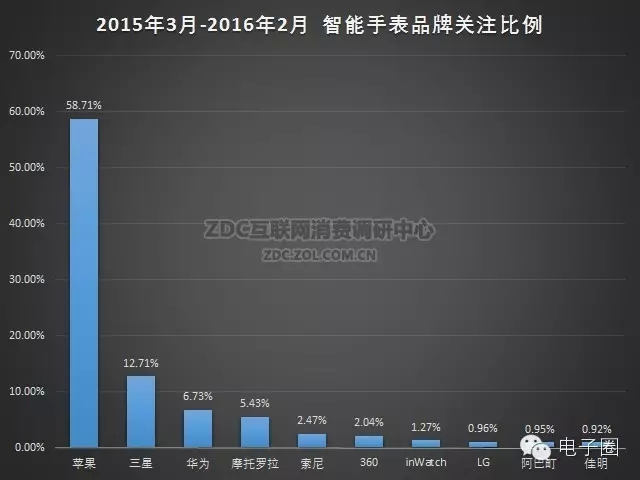 2015年3月-2016年2月 智能手表品牌关注比例
70.00%
60.00%
50.00%
40.00%
30.00%
20.00%
10.00%
0.00%
58.71%
12.71%
6.73%
5.43%
2.47%
2.04%
1.27%
0.96%
0.95%
0.92%
ZDC互联网消费调研中心
ZDC.ZOL.COM.CN
苹果
三星
华为
摩托罗拉
索尼
360
inWatch
LG
阿巴町
佳明
电子圈